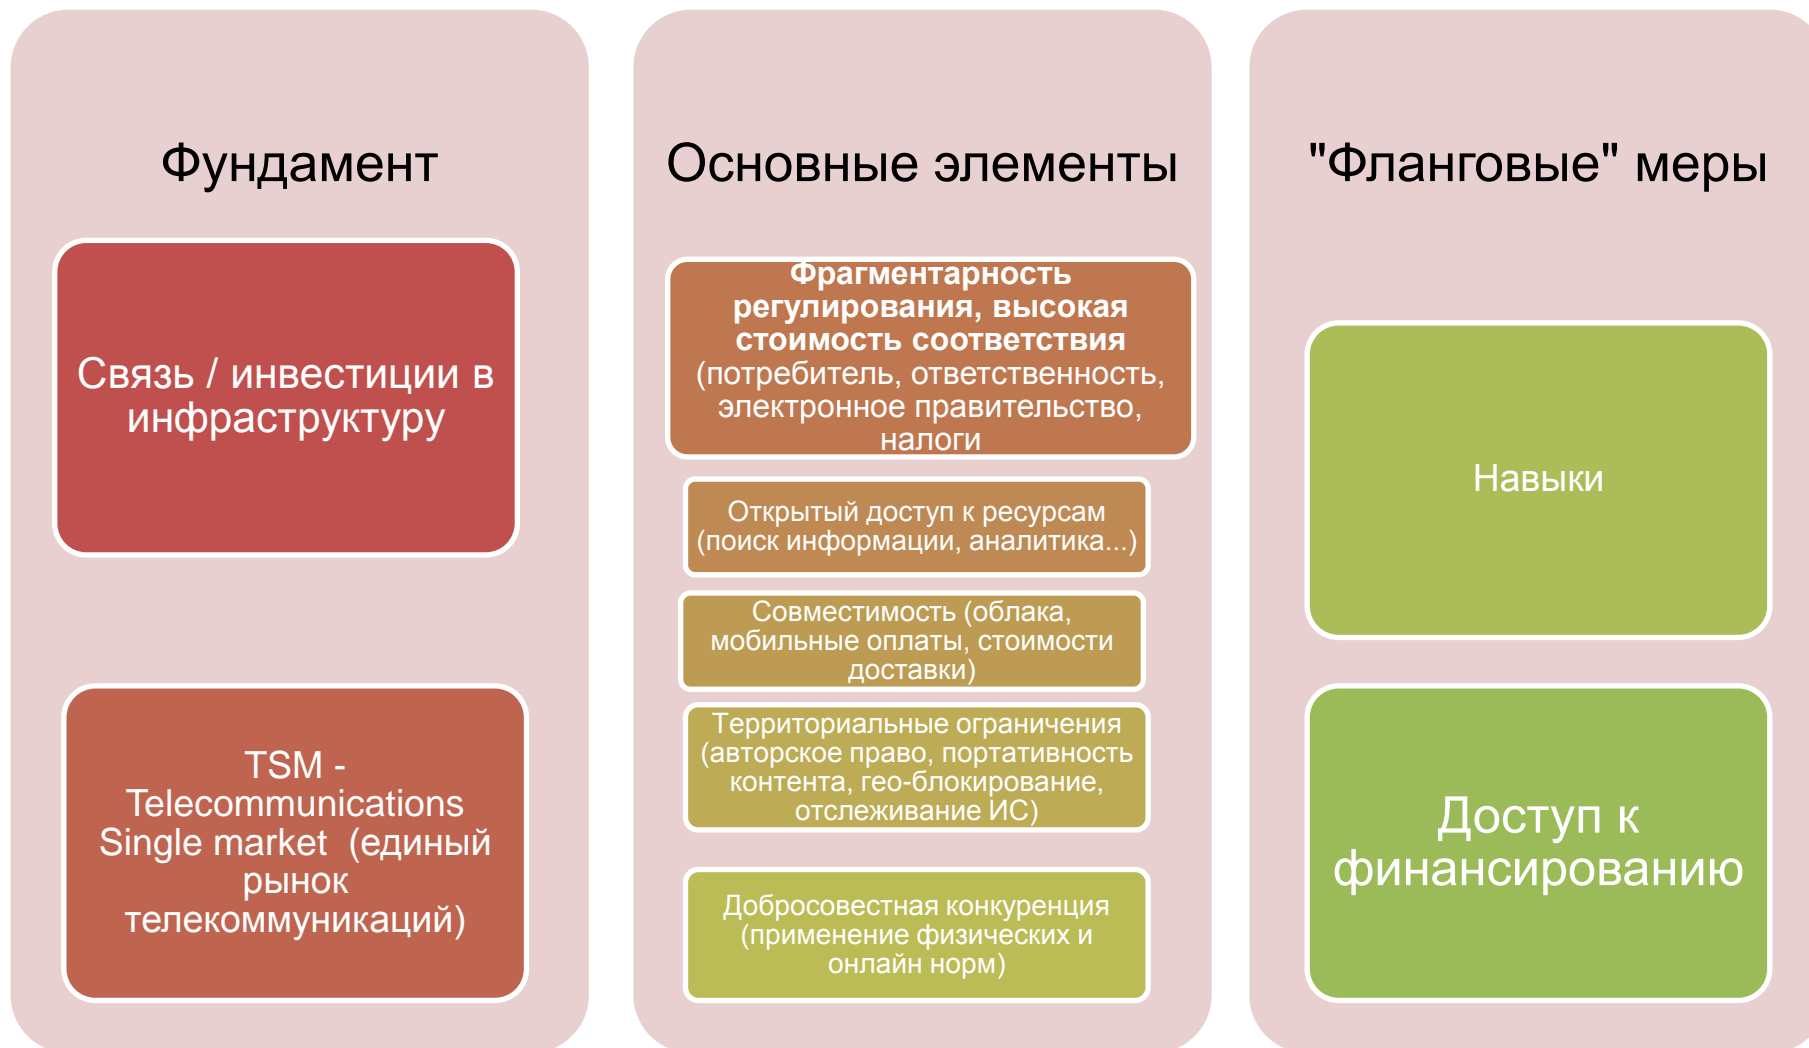 Фундамент
Связь / инвестиции в
инфраструктуру
TSM -
Telecommunications
Single market  (единый
рынок
телекоммуникаций)
Основные элементы
Фрагментарность
регулирования, высокая
стоимость соответствия
(потребитель, ответственность,
электронное правительство,
налоги
Открытый доступ к ресурсам
(поиск информации, аналитика...)
Совместимость (облака,
мобильные оплаты, стоимости
доставки)
Территориальные ограничения
(авторское право, портативность
контента, гео-блокирование,
отслеживание ИС)
Добросовестная конкуренция
(применение физических и
онлайн норм)
"Фланговые" меры
Навыки
Доступ к
финансированию